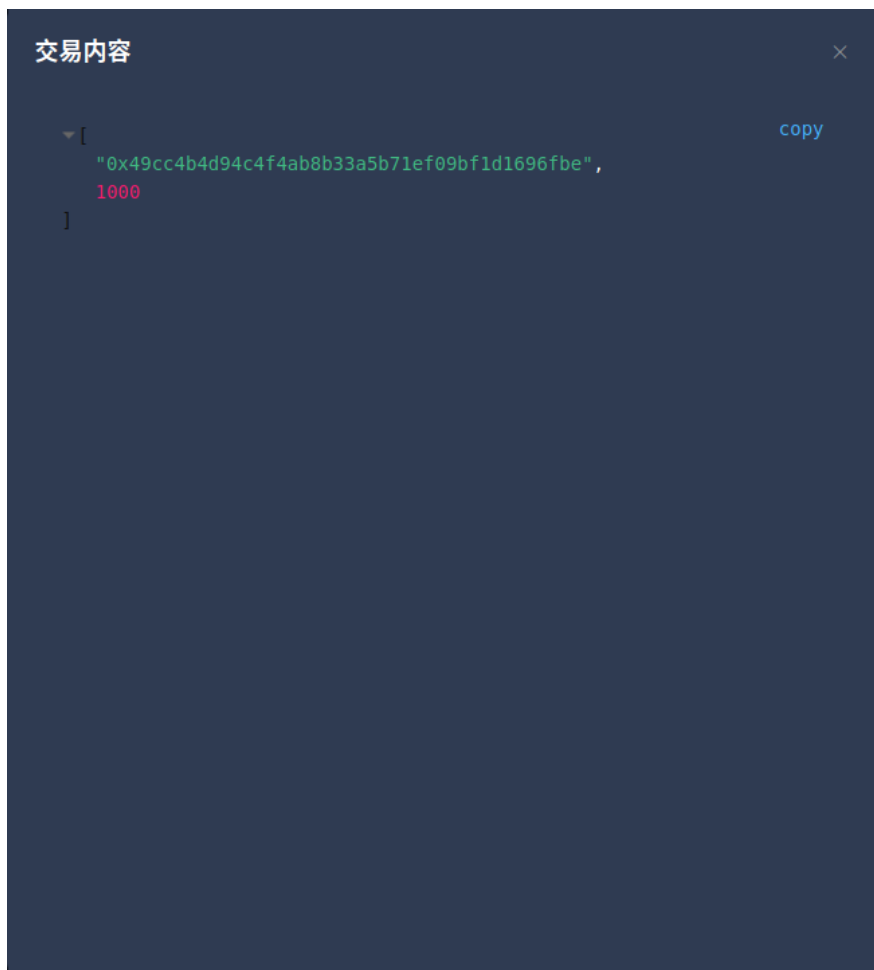 交易内容
×
copy
[
"0x49cc4b4d94c4f4ab8b33a5b71ef09bf1d1696fbe",
1000
]